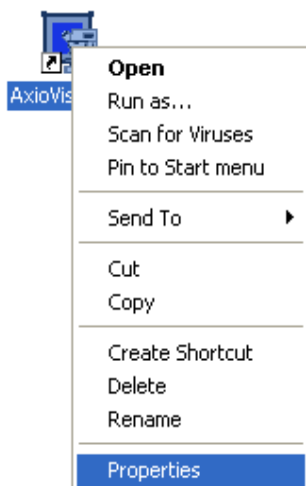 AxioVis
Open
Run as...
Scan for Viruses
Pin to Start menu
Send To
Cut
Copy
Create Shortcut
Delete
Rename
Properties